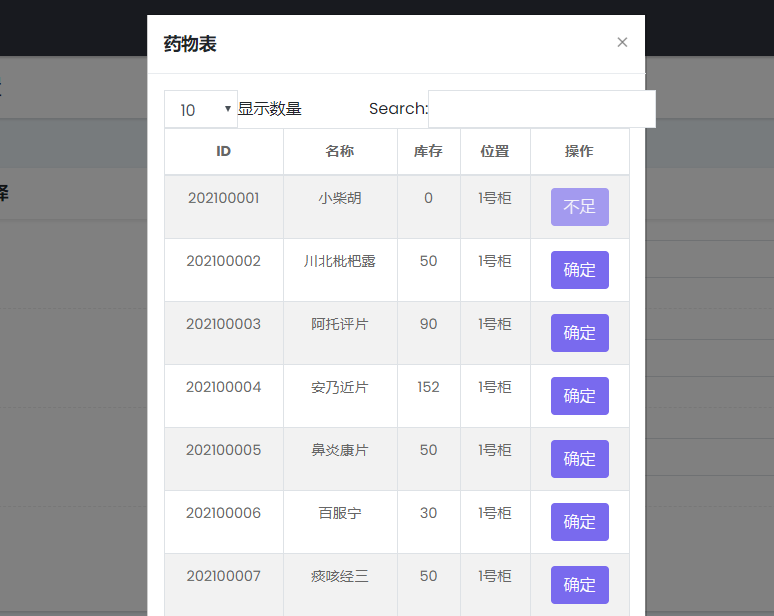 药物表 ×
10 显示数量 Search:
ID 名称 库存 位置 操作
202100001 小柴胡 0 1号柜 不足
202100002 川北枇杷露 50 1号柜 确定
202100003 阿托评片 90 1号柜 确定
202100004 安乃近片 152 1号柜 确定
202100005 鼻炎康片 50 1号柜 确定
202100006 百服宁 30 1号柜 确定
202100007 痰咳经三 50 1号柜 确定